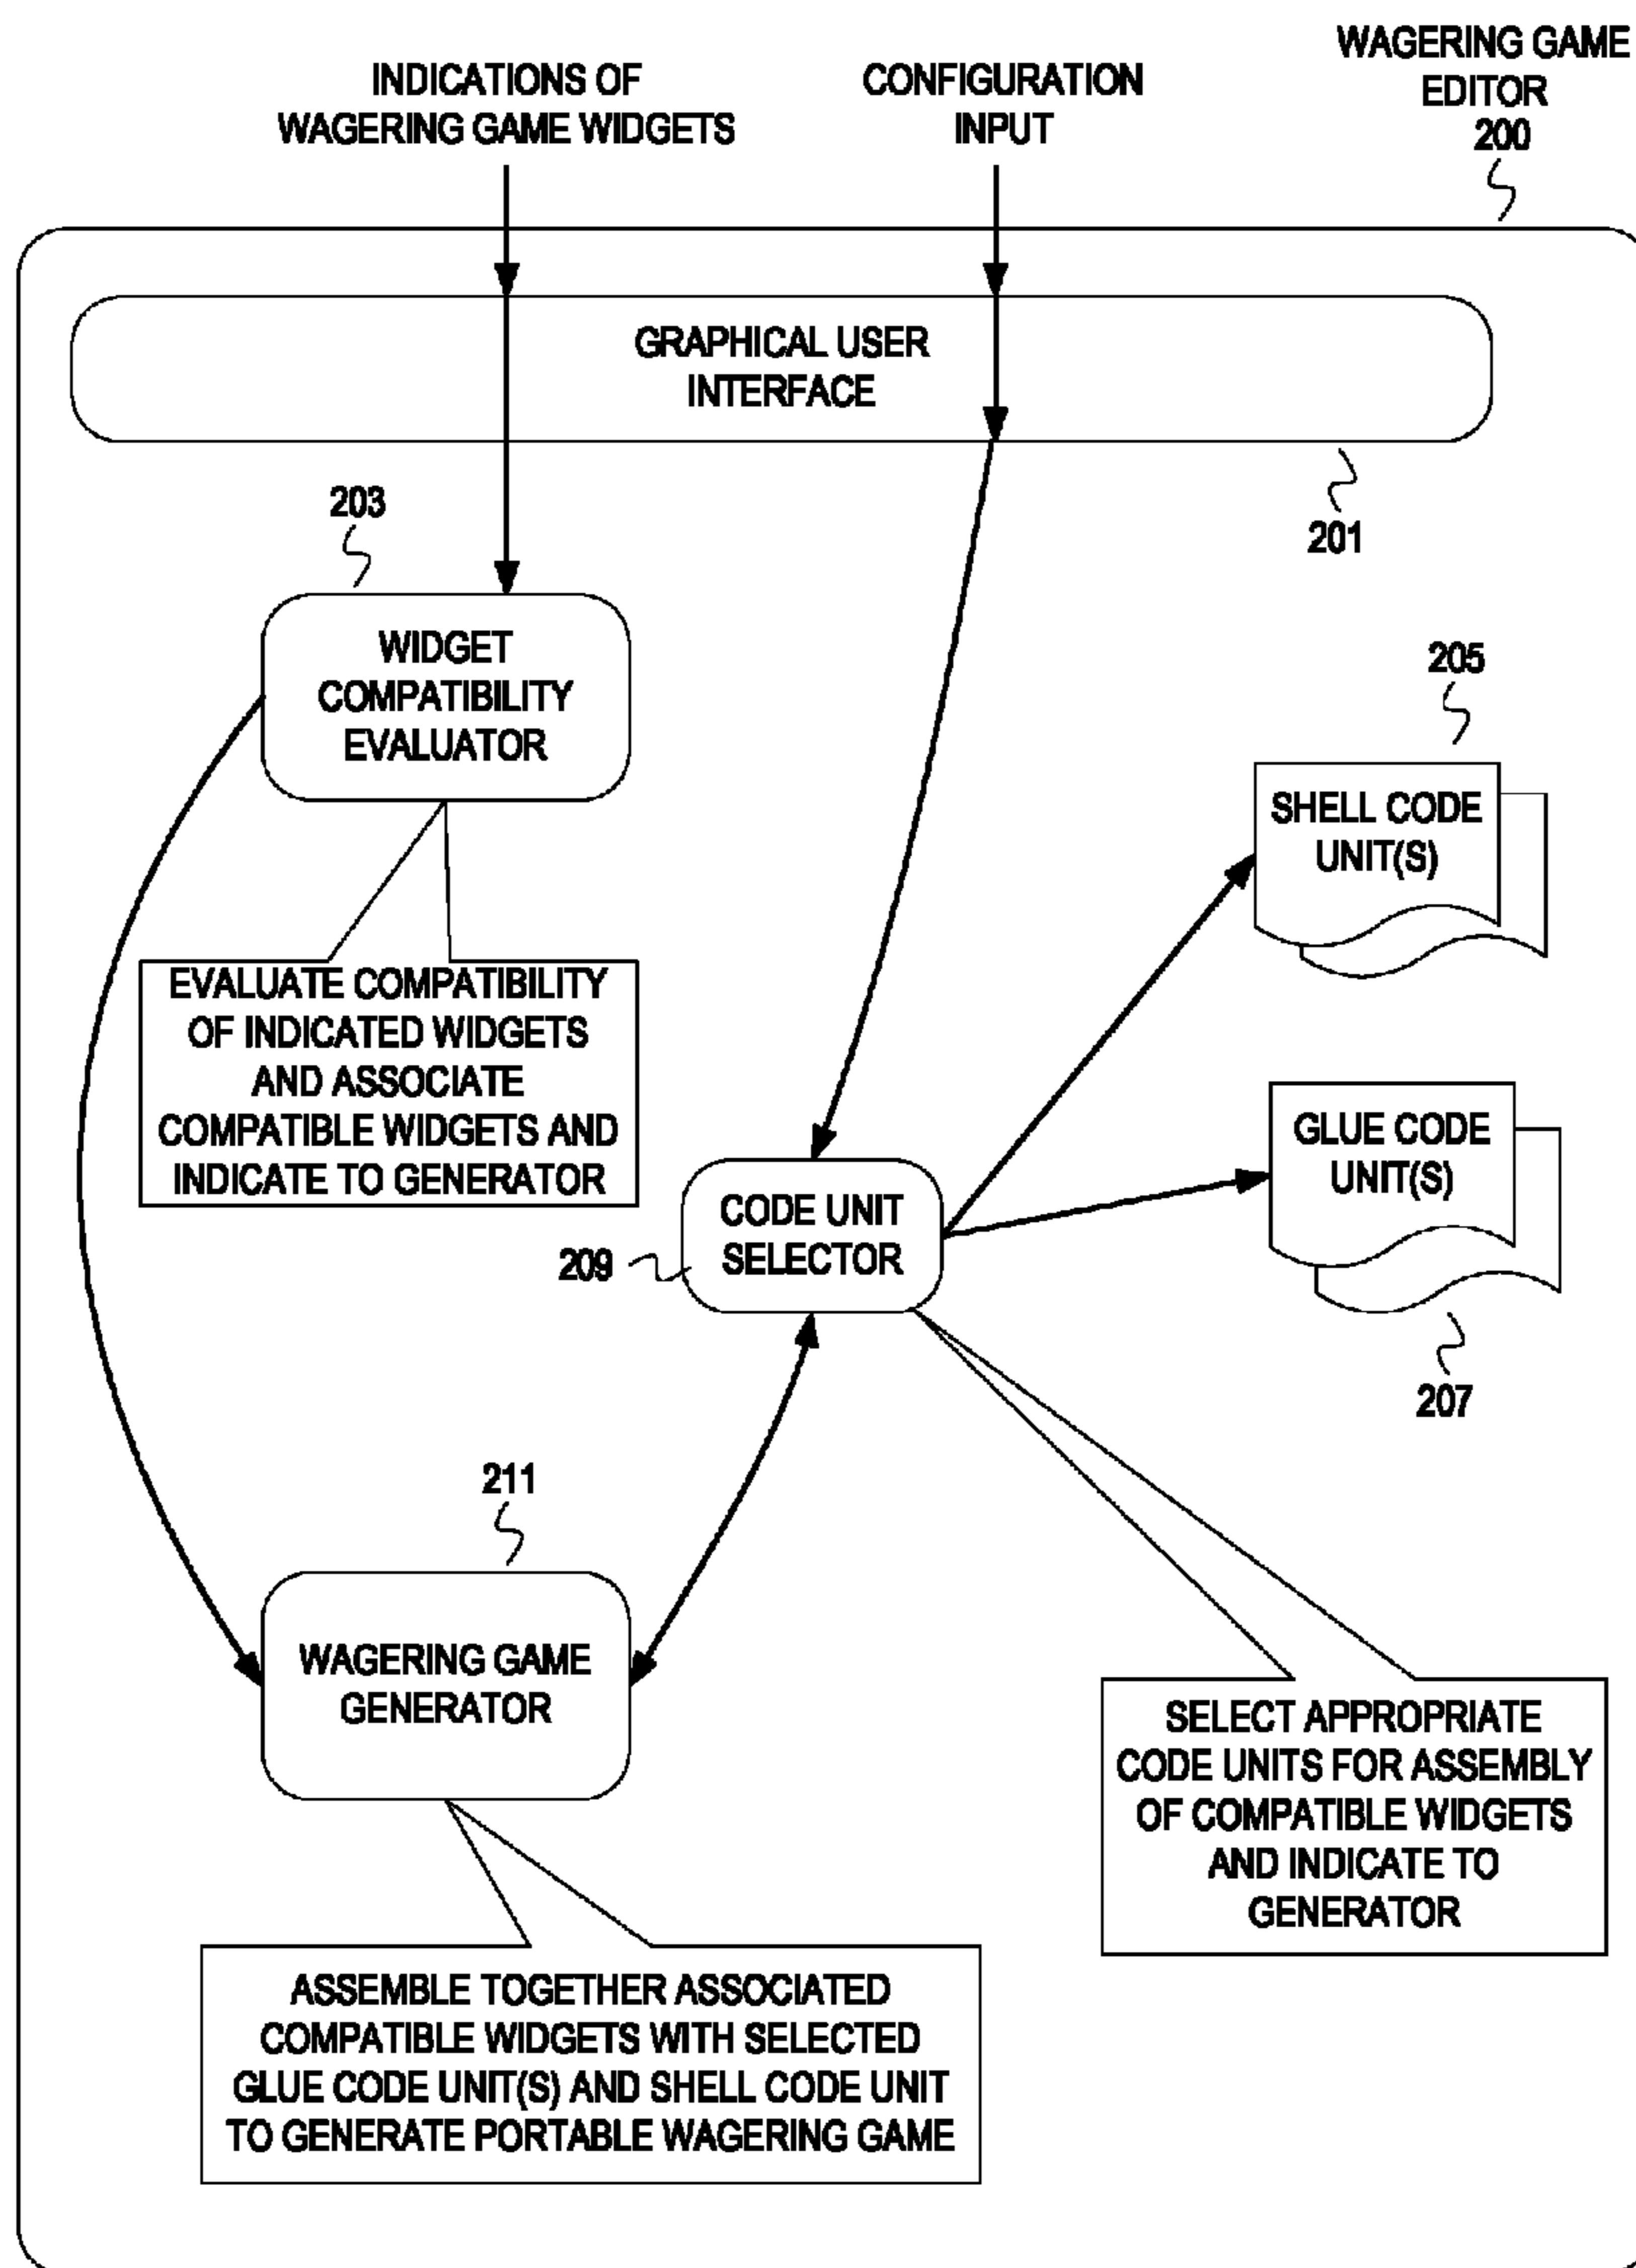 WAGERING GAME
EDITOR
200
INDICATIONS OF
WAGERING GAME WIDGETS
CONFIGURATION
INPUT
GRAPHICAL USER
INTERFACE
201
203
WIDGET
COMPATIBILITY
EVALUATOR
205
SHELL CODE
UNIT(S)
EVALUATE COMPATIBILITY
OF INDICATED WIDGETS
AND ASSOCIATE
COMPATIBLE WIDGETS AND
INDICATE TO GENERATOR
GLUE CODE
UNIT(S)
207
CODE UNIT
SELECTOR
209
211
WAGERING GAME
GENERATOR
SELECT APPROPRIATE
CODE UNITS FOR ASSEMBLY
OF COMPATIBLE WIDGETS
AND INDICATE TO
GENERATOR
ASSEMBLE TOGETHER ASSOCIATED
COMPATIBLE WIDGETS WITH SELECTED
GLUE CODE UNIT(S) AND SHELL CODE UNIT
TO GENERATE PORTABLE WAGERING GAME